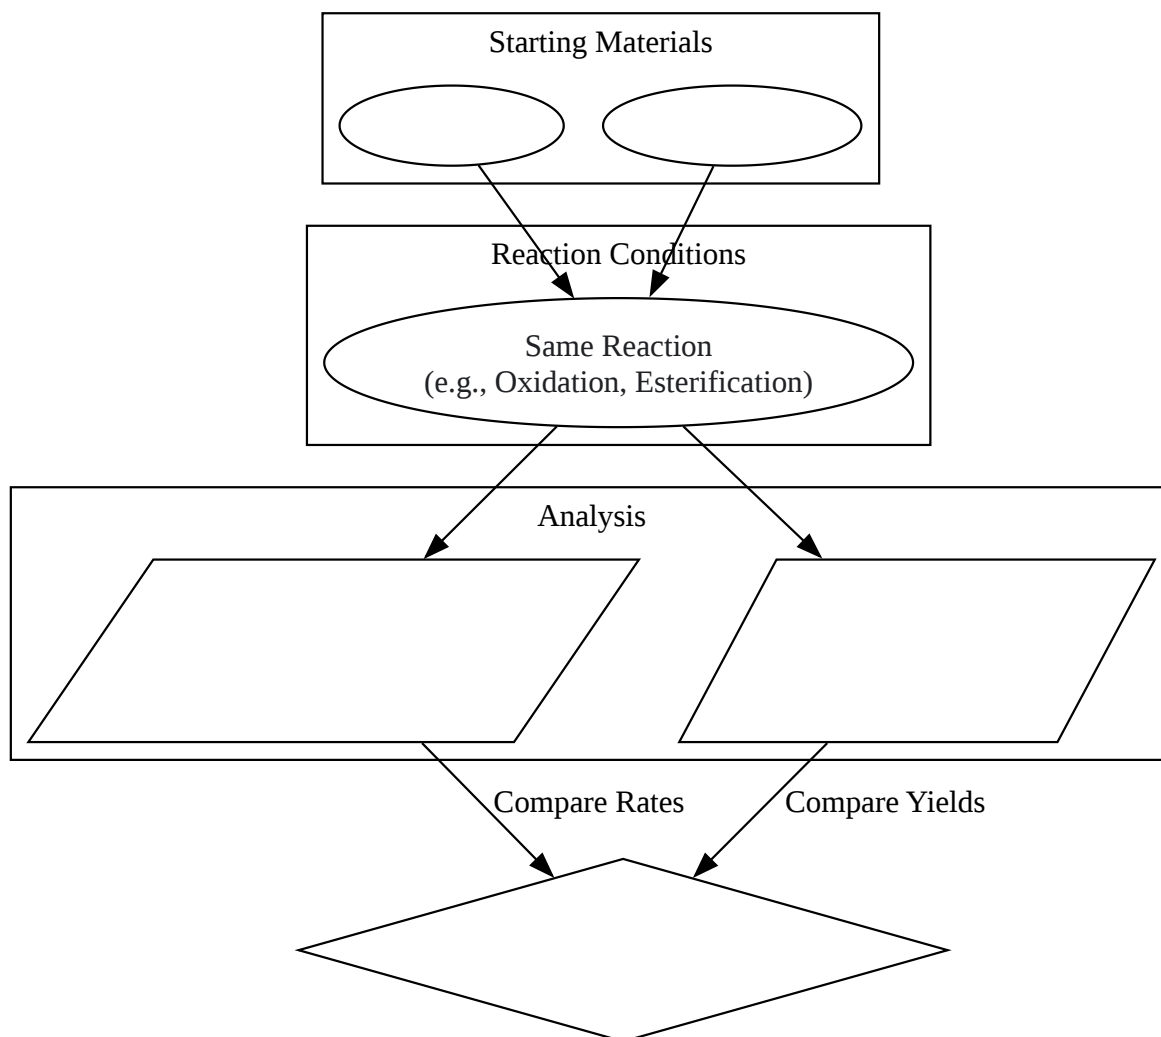 Starting Materials
Reaction Conditions
Same Reaction
(e.g., Oxidation, Esterification)
Analysis
Compare Rates
Compare Yields